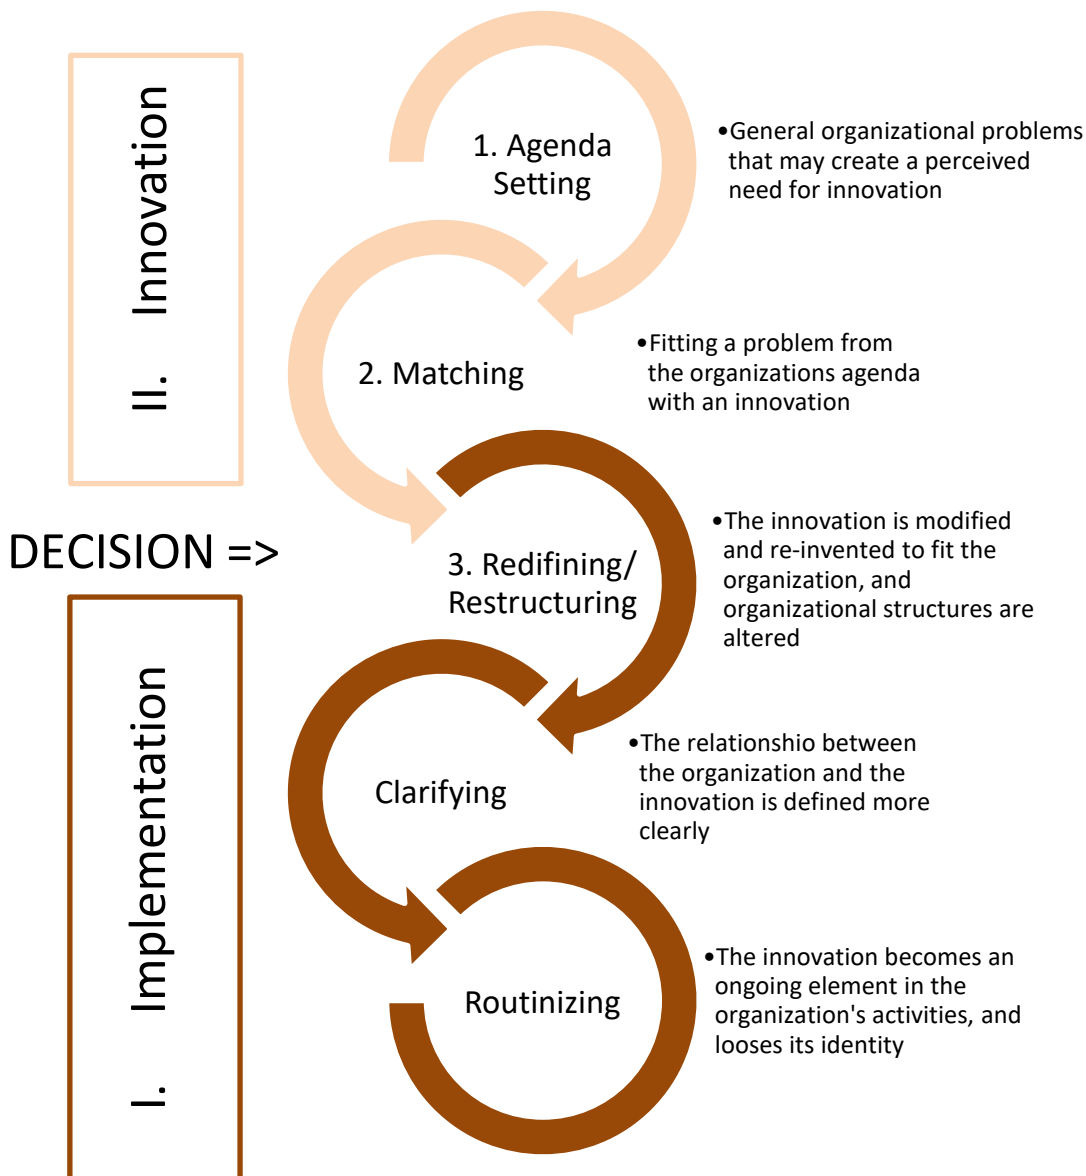 II. Innovation
1. Agenda
Setting
•General organizational problems
that may create a perceived
need for innovation
2. Matching
•Fitting a problem from
the organizations agenda
with an innovation
DECISION =>
3. Redifining/
Restructuring
•The innovation is modified
and re-invented to fit the
organization, and
organizational structures are
altered
I. Implementation
Clarifying
•The relationshio between
the organization and the
innovation is defined more
clearly
Routinizing
•The innovation becomes an
ongoing element in the
organization's activities, and
looses its identity